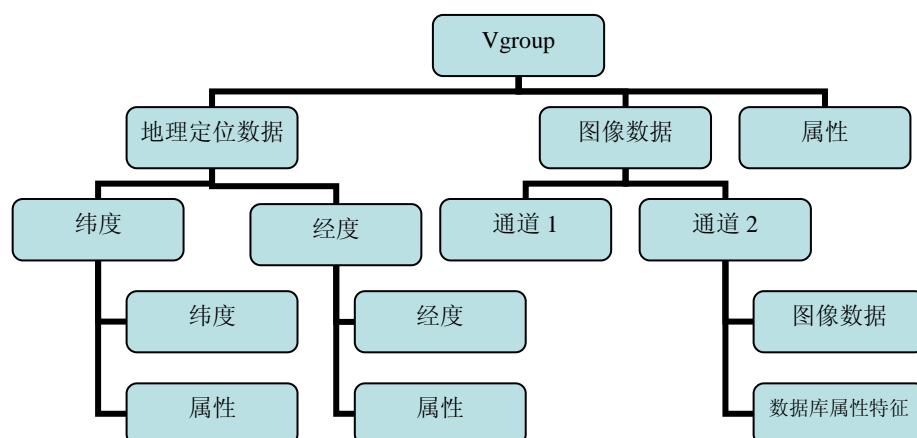 Vgroup
地理定位数据
图像数据
属性
纬度
经度
通道 1
通道 2
纬度
经度
图像数据
属性
属性
数据库属性特征